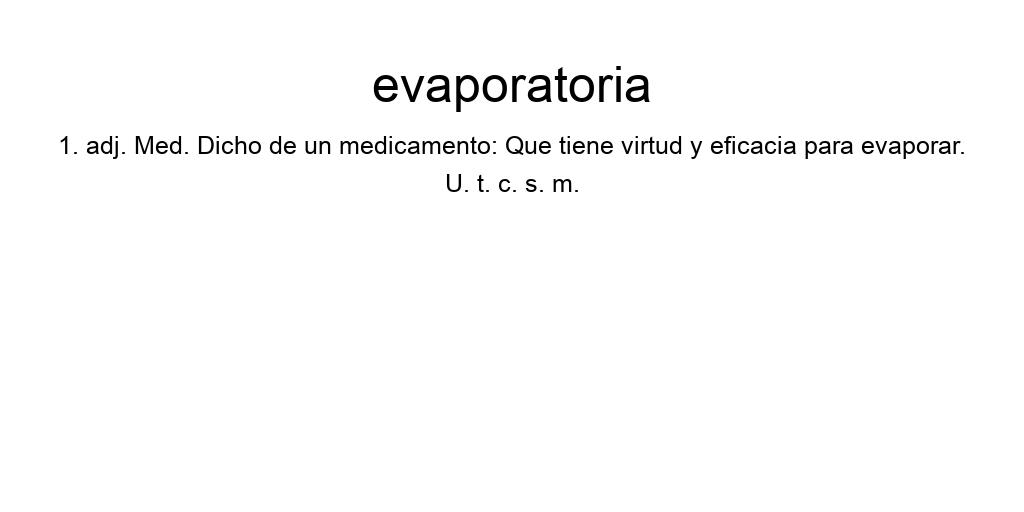 evaporatoria
1. adj. Med. Dicho de un medicamento: Que tiene virtud y eficacia para evaporar.
U. t. c. s. m.